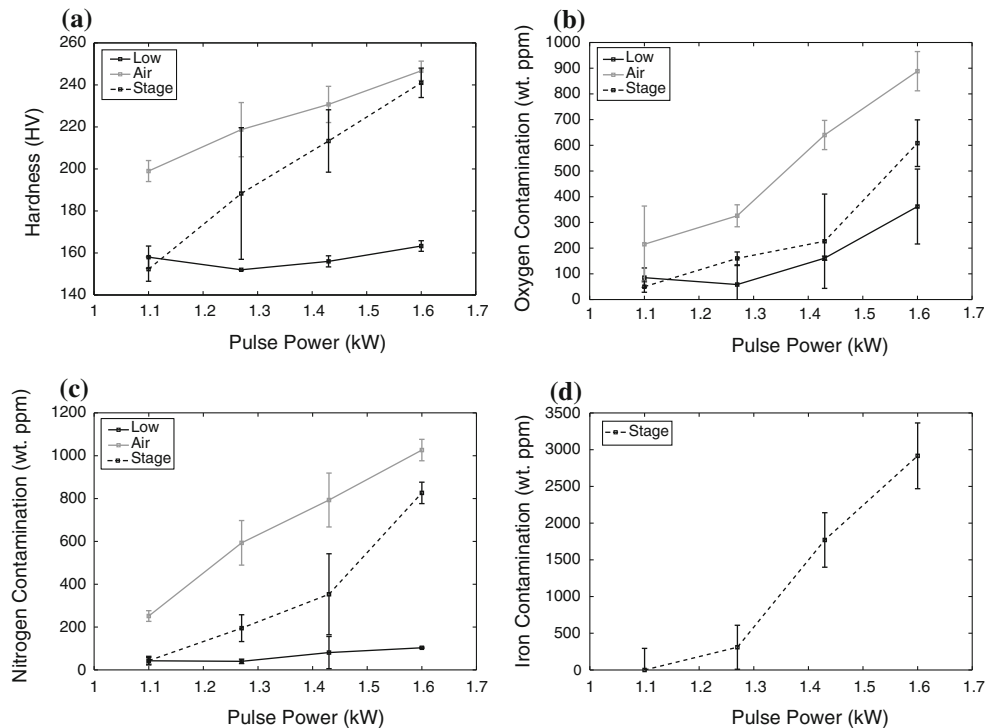 (a)
260
240
220
200
180
160
140
1
1.1
1.2
1.3
1.4
1.5
1.6
1.7
Hardness (HV)
Pulse Power (kW)
Low
Air
Stage
(b)
1000
900
800
700
600
500
400
300
200
100
0
1
1.1
1.2
1.3
1.4
1.5
1.6
1.7
Oxygen Contamination (wt. ppm)
Pulse Power (kW)
Low
Air
Stage
(c)
1200
1000
800
600
400
200
0
1
1.1
1.2
1.3
1.4
1.5
1.6
1.7
Nitrogen Contamination (wt. ppm)
Pulse Power (kW)
Low
Air
Stage
(d)
3500
3000
2500
2000
1500
1000
500
0
1
1.1
1.2
1.3
1.4
1.5
1.6
1.7
Iron Contamination (wt. ppm)
Pulse Power (kW)
Stage